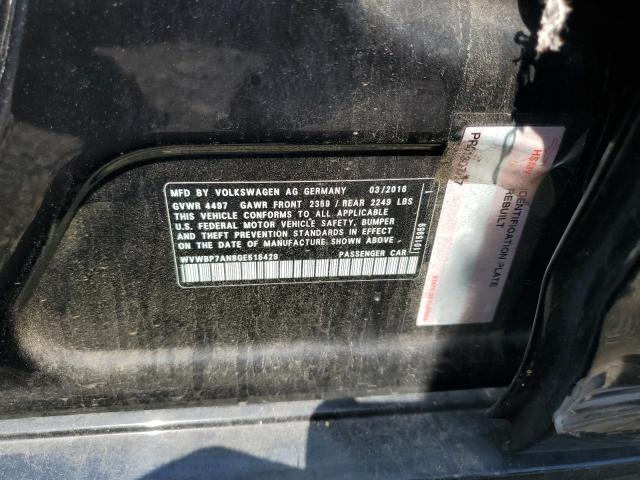 MFD BY VOLKSWAGEN AG GERMANY 03/2016
GVWR 4497 GAWR FRONT 2359 / REAR 2249 LBS
THIS VEHICLE CONFORMS TO ALL APPLICABLE
U.S. FEDERAL MOTOR VEHICLE SAFETY, BUMPER
AND THEFT PREVENTION STANDARDS IN EFFECT
ON THE DATE OF MANUFACTURE SHOWN ABOVE.
WVWBP7AN8GE515428 PASSENGER CAR
IDENTIFICATION PLATE
REBUILT